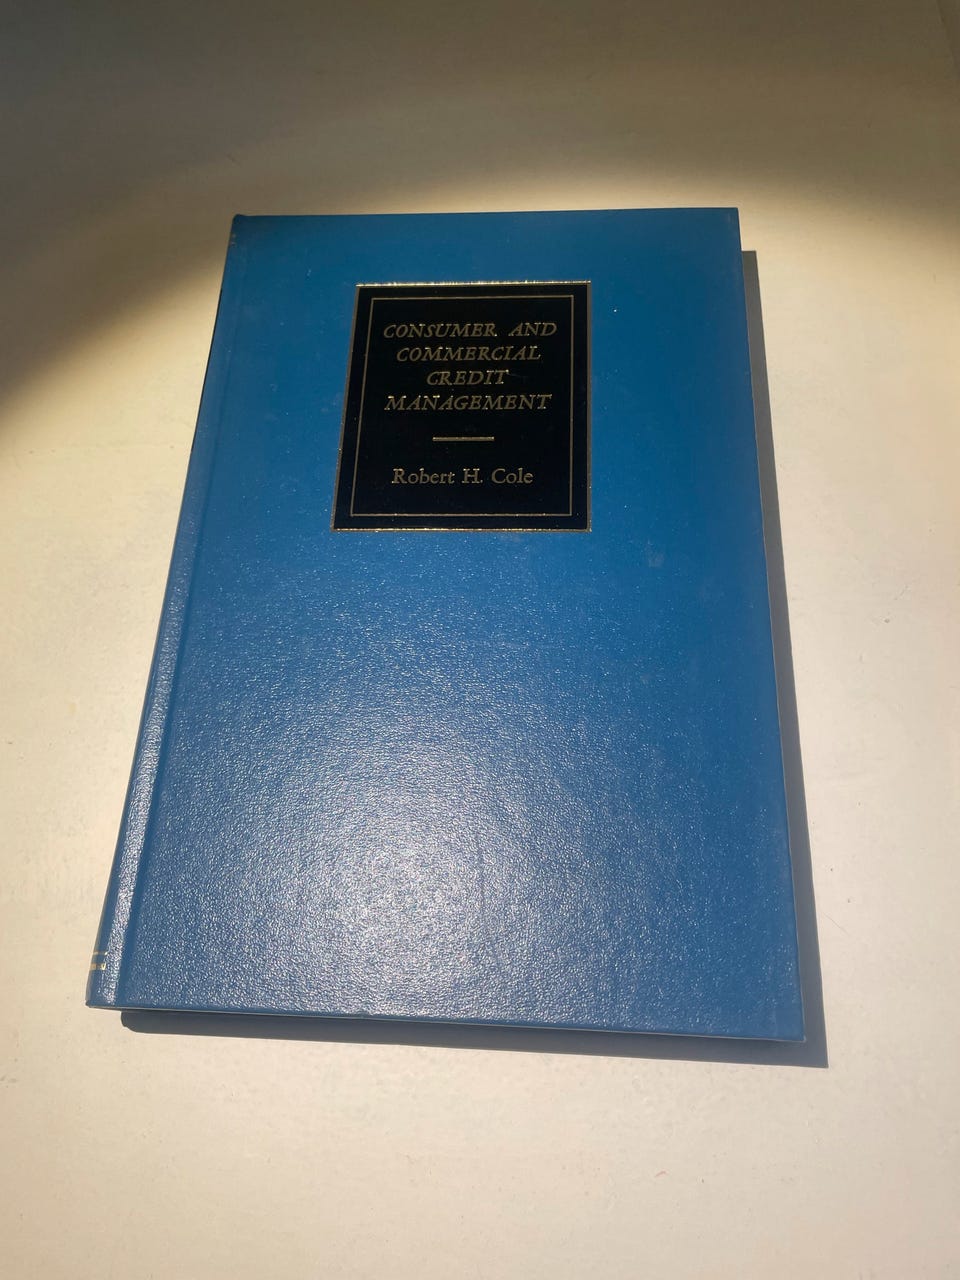 CONSUMER AND
COMMERCIAL
CREDIT
MANAGEMENT
Robert H. Cole